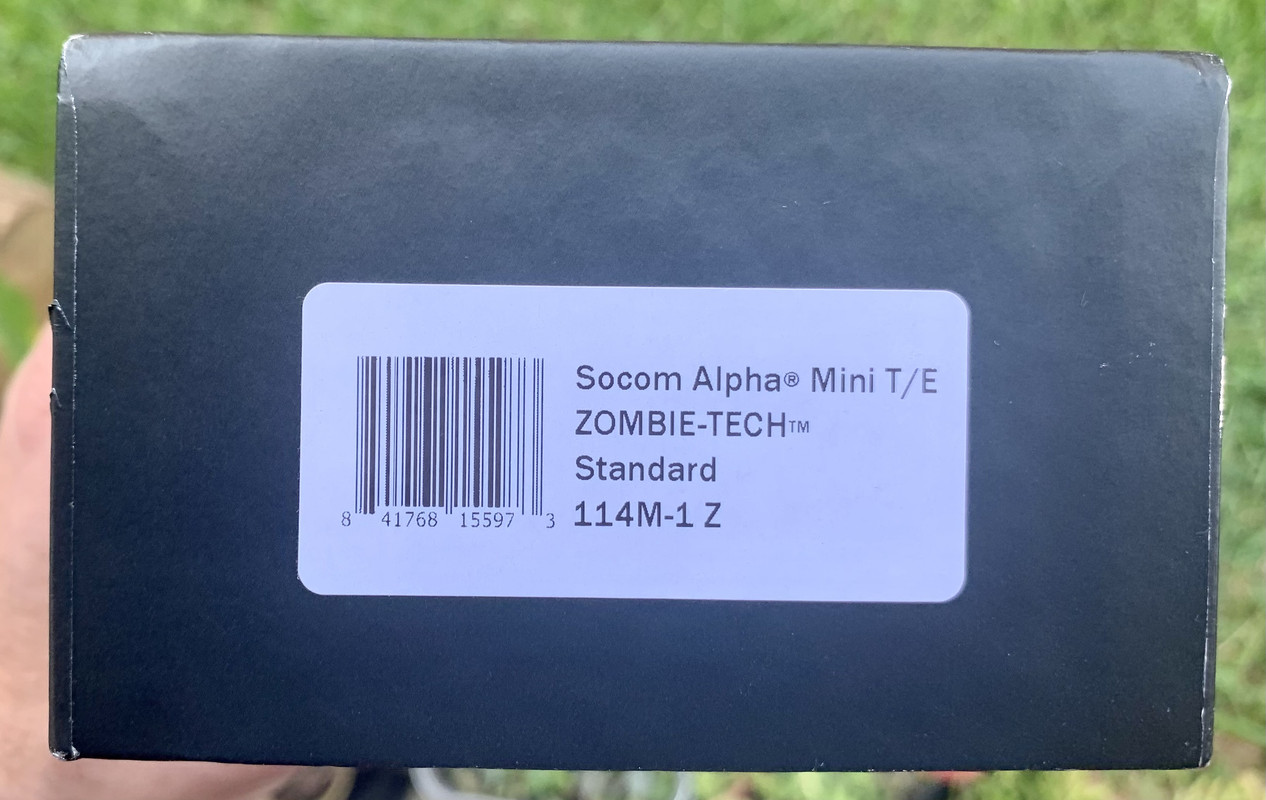 Socom Alpha® Mini T/E
ZOMBIE-TECH™
Standard
114M-1 Z
8 41768 15597 3